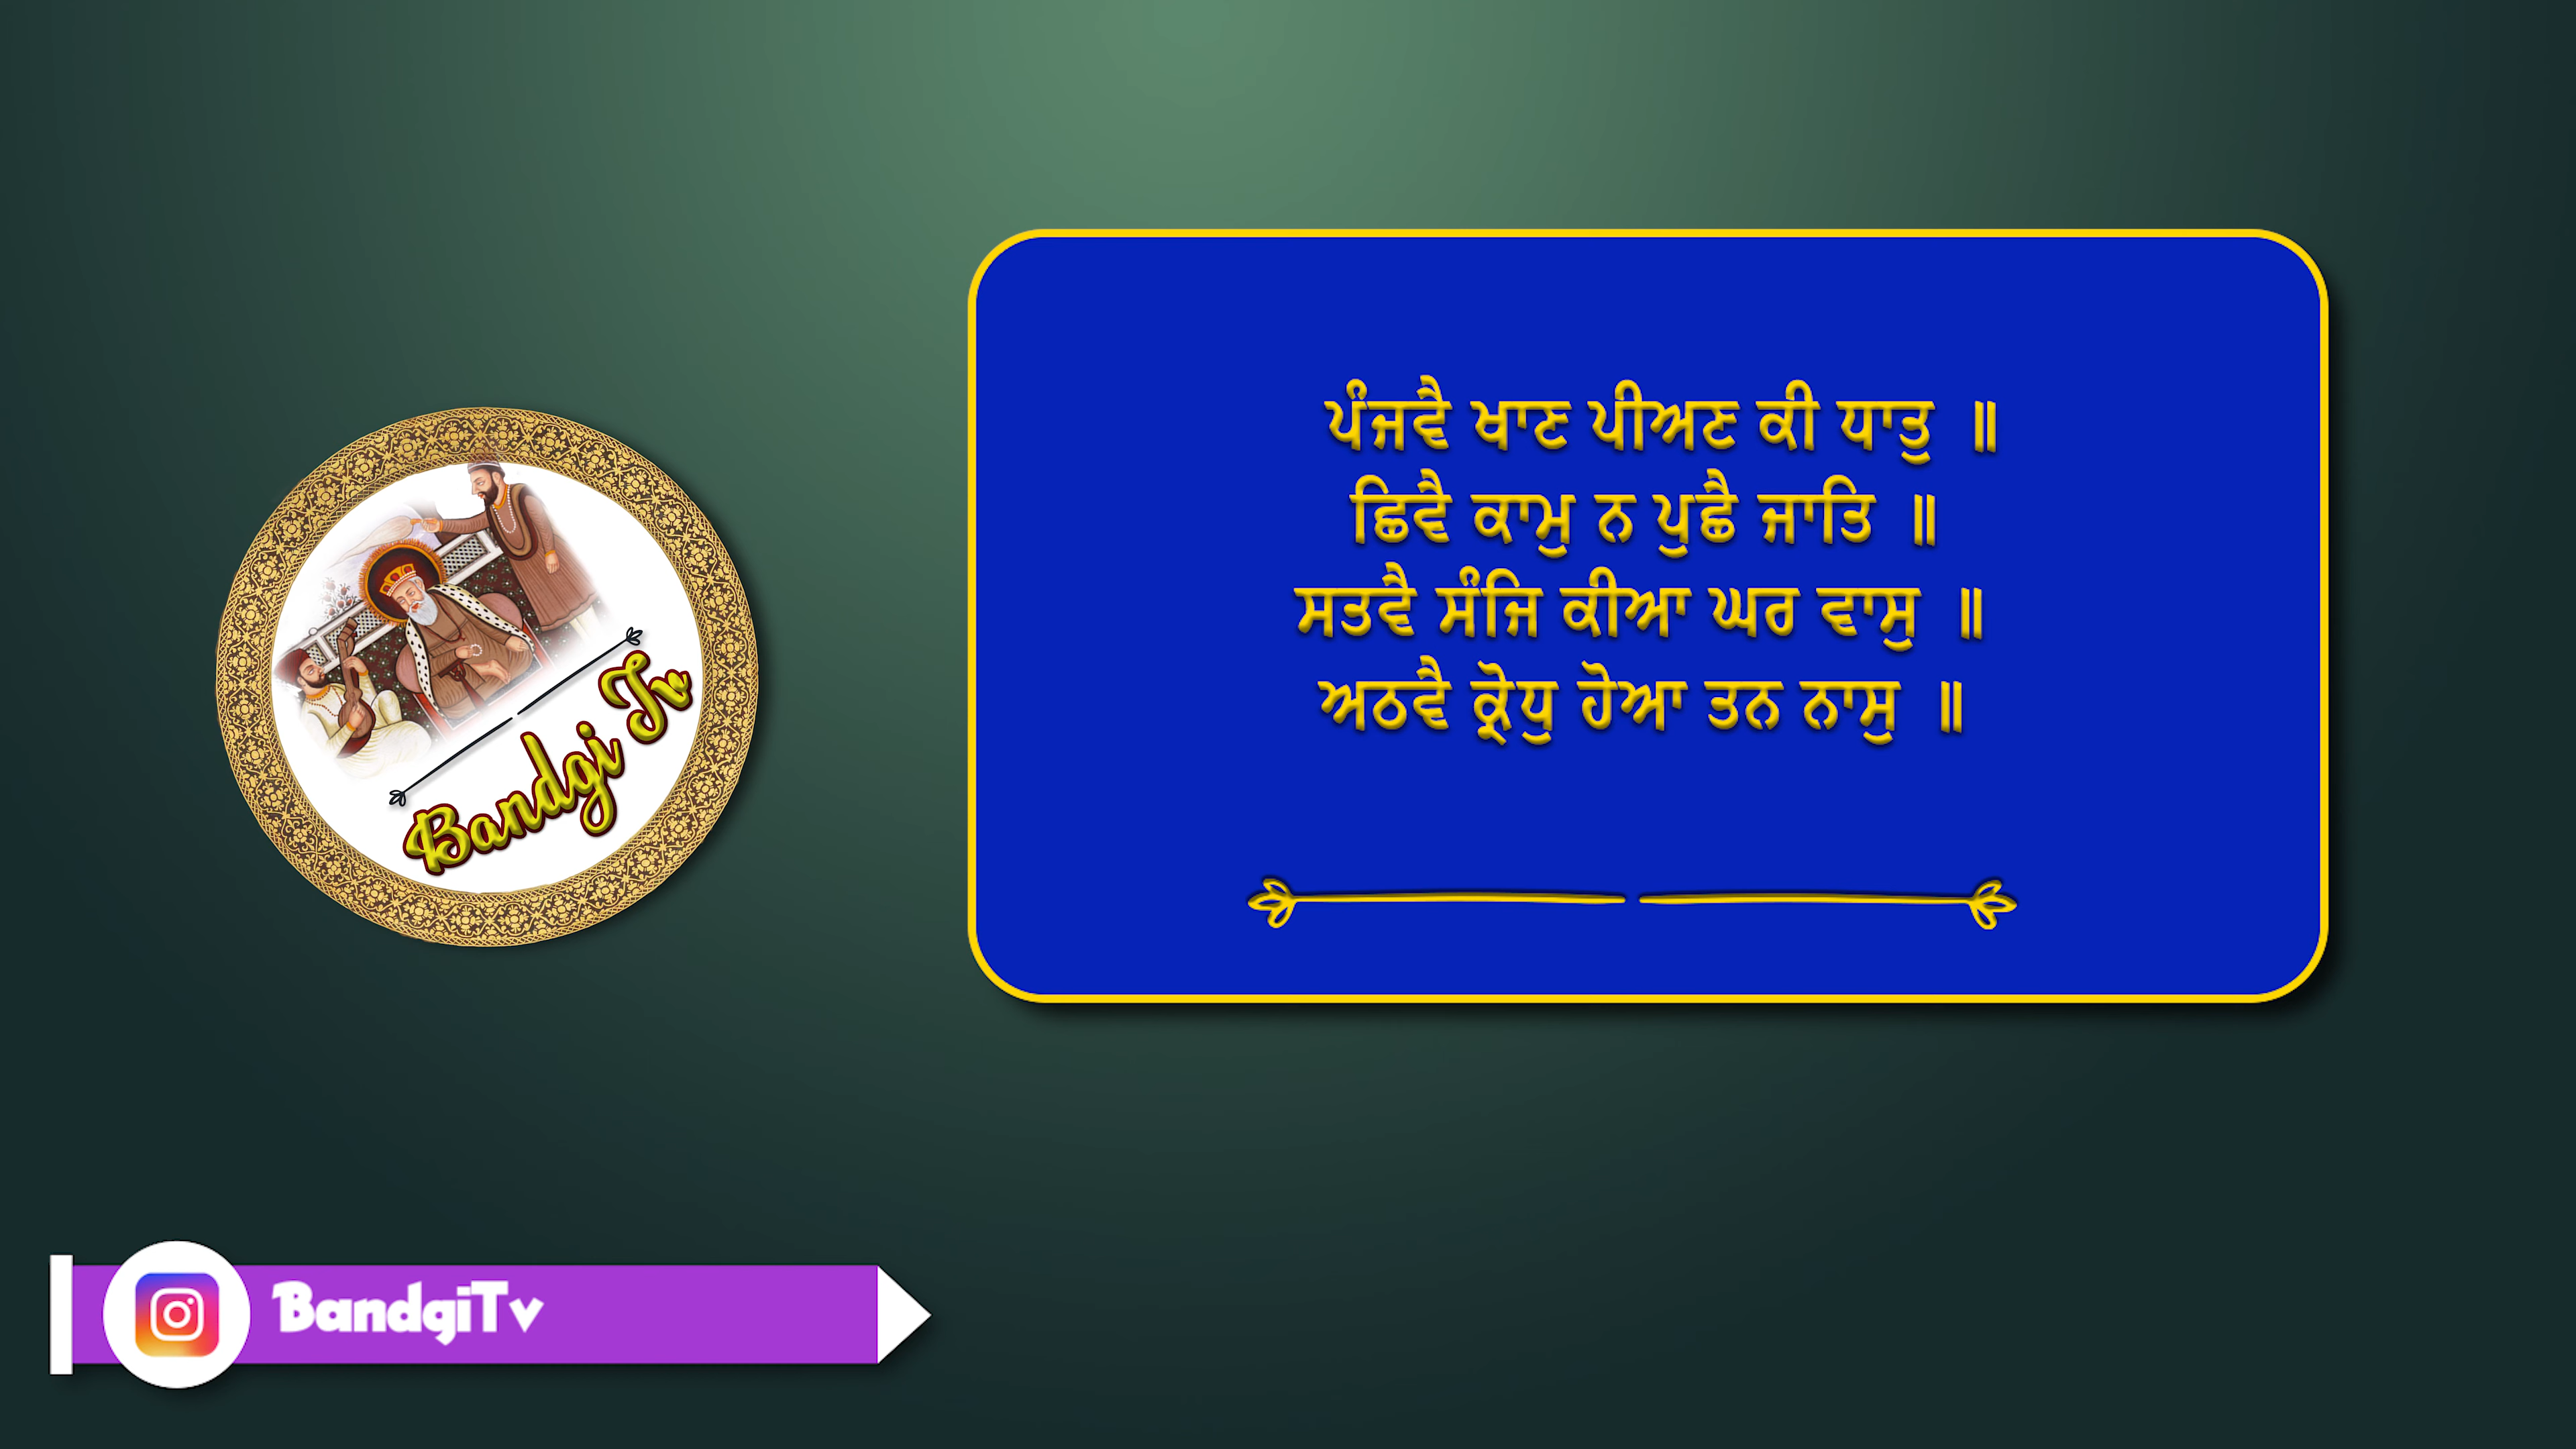 ਪੰਜਵੈ ਖਾਣ ਪੀਅਣ ਕੀ ਧਾਤੁ ॥
ਛਿਵੈ ਕਾਮੁ ਨ ਪੁਛੈ ਜਾਤਿ ॥
ਸਤਵੈ ਸੰਜਿ ਕੀਆ ਘਰ ਵਾਸੁ ॥
ਅਠਵੈ ਕ੍ਰੋਧੁ ਹੋਆ ਤਨ ਨਾਸੁ ॥
Bandgi Tv
BandgiTv